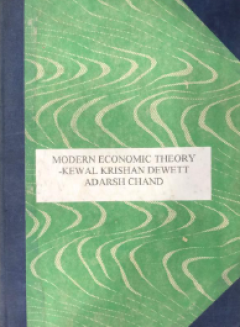 MODERN ECONOMIC THEORY
-KEWAL KRISHAN DEWETT
ADARSH CHAND